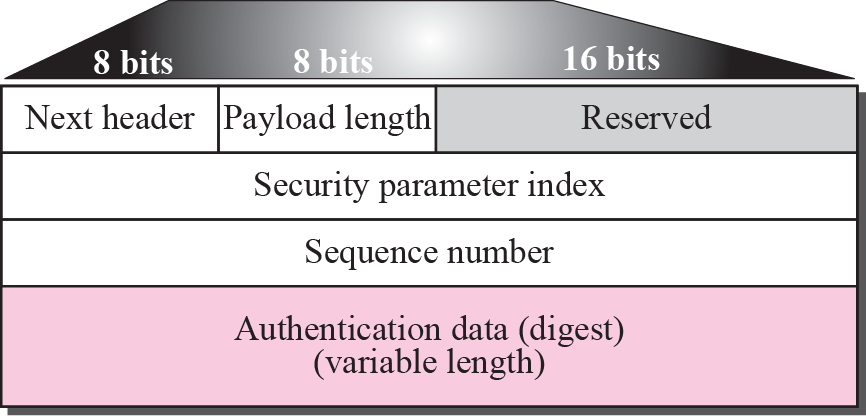 8 bits 8 bits 16 bits
Next header Payload length Reserved
Security parameter index
Sequence number
Authentication data (digest)
(variable length)